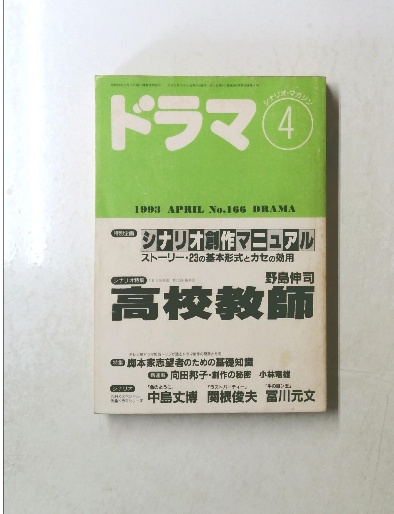 ドラマ
シナリオ・マガジン
4
1993 APRIL No.166 DRAMA
特別企画
シナリオ創作マニュアル
ストーリー・23の基本形式とカセの効用
シナリオ特集
野島伸司
高校教師
特集 脚本家志望者のための基礎知識
新連載 向田邦子・創作の秘密 小林竜雄
シナリオ
中島丈博 関根俊夫 冨川元文